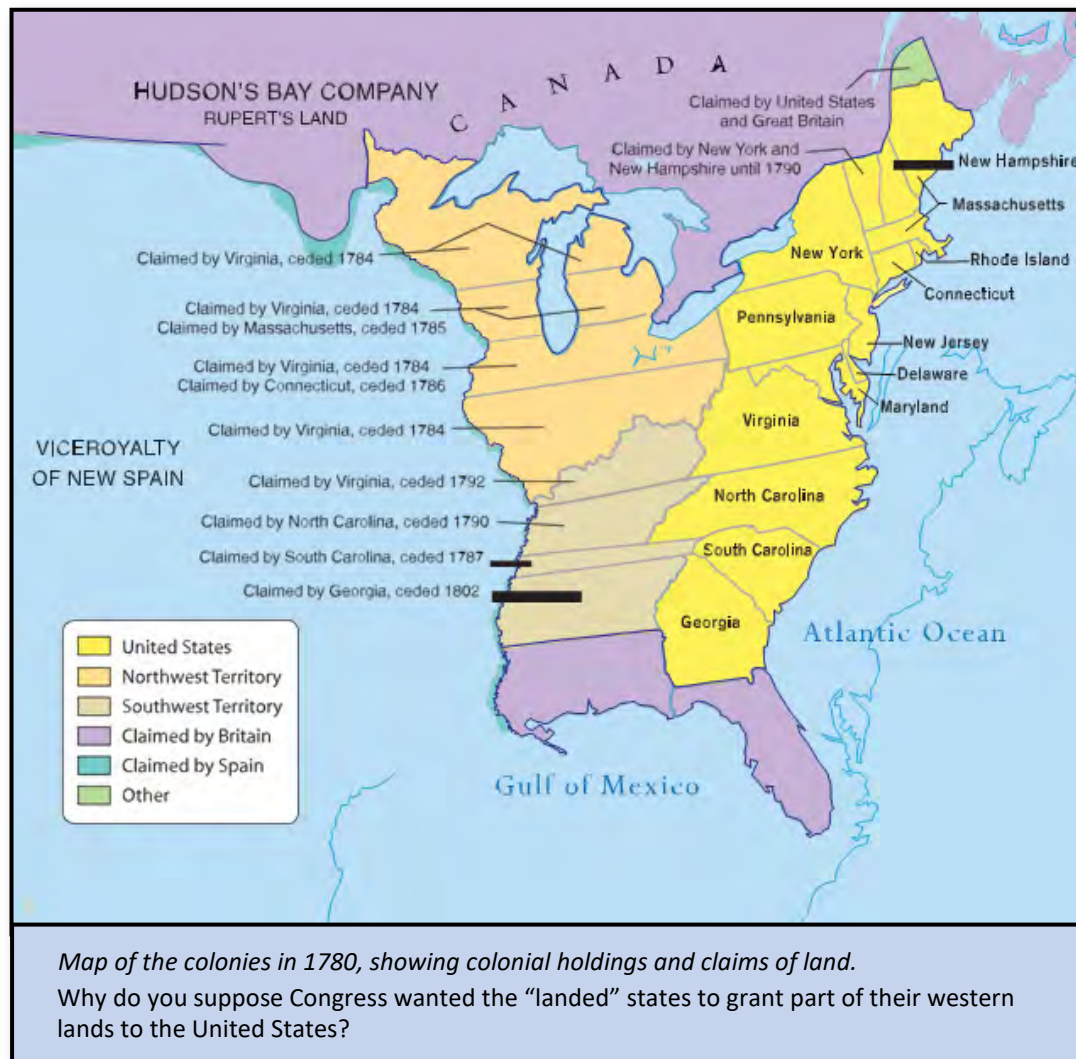 CANADA
HUDSON'S BAY COMPANY
RUPERT'S LAND
Claimed by United States
and Great Britain
Claimed by New York and
New Hampshire until 1790
New Hampshire
Massachusetts
New York
Rhode Island
Connecticut
Claimed by Virginia, ceded 1784
Claimed by Virginia, ceded 1784
Claimed by Massachusetts, ceded 1785
Pennsylvania
New Jersey
Delaware
Maryland
Claimed by Virginia, ceded 1784
Claimed by Connecticut, ceded 1786
Claimed by Virginia, ceded 1784
Virginia
VICEROYALTY
OF NEW SPAIN
Claimed by Virginia, ceded 1792
North Carolina
Claimed by North Carolina, ceded 1790
South Carolina
Claimed by South Carolina, ceded 1787
Claimed by Georgia, ceded 1802
Georgia
Atlantic Ocean
United States
Northwest Territory
Southwest Territory
Claimed by Britain
Claimed by Spain
Other
Gulf of Mexico
Map of the colonies in 1780, showing colonial holdings and claims of land.
Why do you suppose Congress wanted the “landed” states to grant part of their western
lands to the United States?